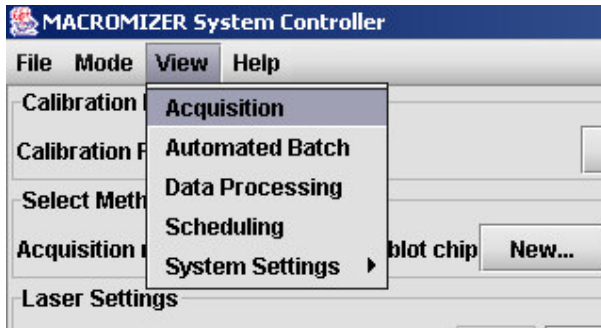 MACROMIZER System Controller
File Mode View Help
Calibration
Acquisition
Calibration
Automated Batch
Data Processing
Select
Scheduling
Acquisition blot chip New...
System Settings
Laser Settings